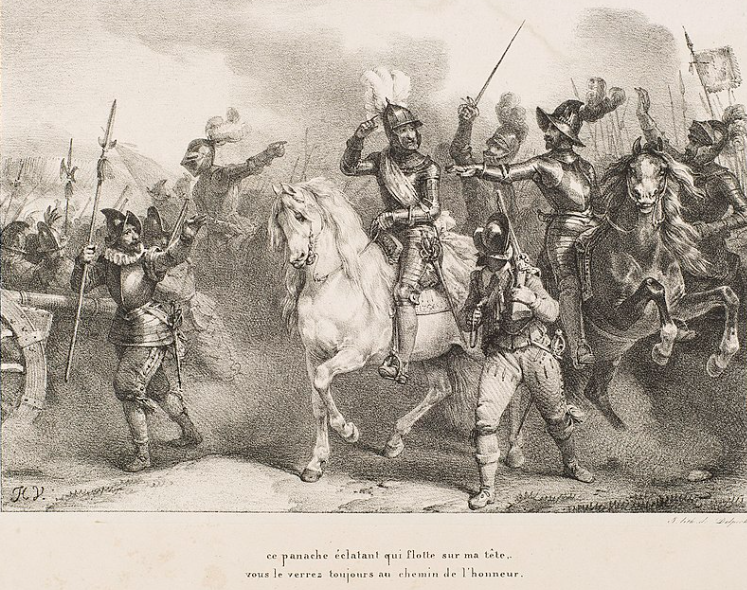 H. V.
ce panache éclatant qui flotte sur ma tête,.
vous le verrez toujours au chemin de l'honneur.